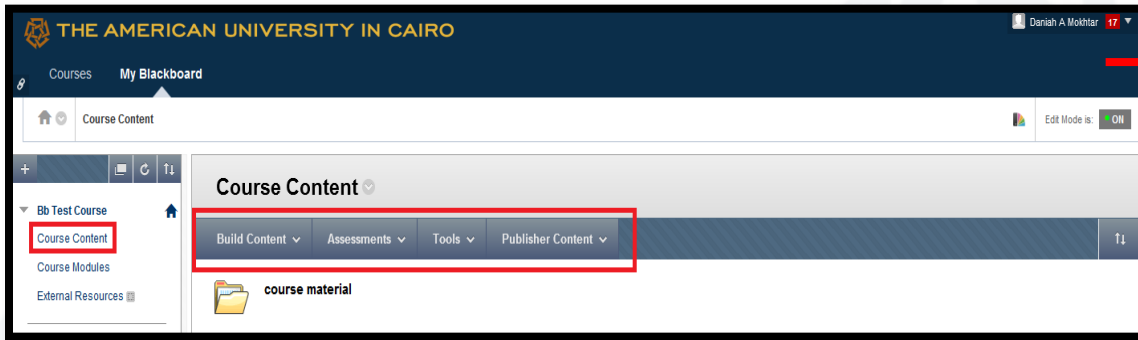 THE AMERICAN UNIVERSITY IN CAIRO
Daniah A Mokhtar 17
Courses My Blackboard
Course Content
Edit Mode is: ON
Course Content
Bb Test Course
Course Content
Course Modules
External Resources
Build Content Assessments Tools Publisher Content
course material